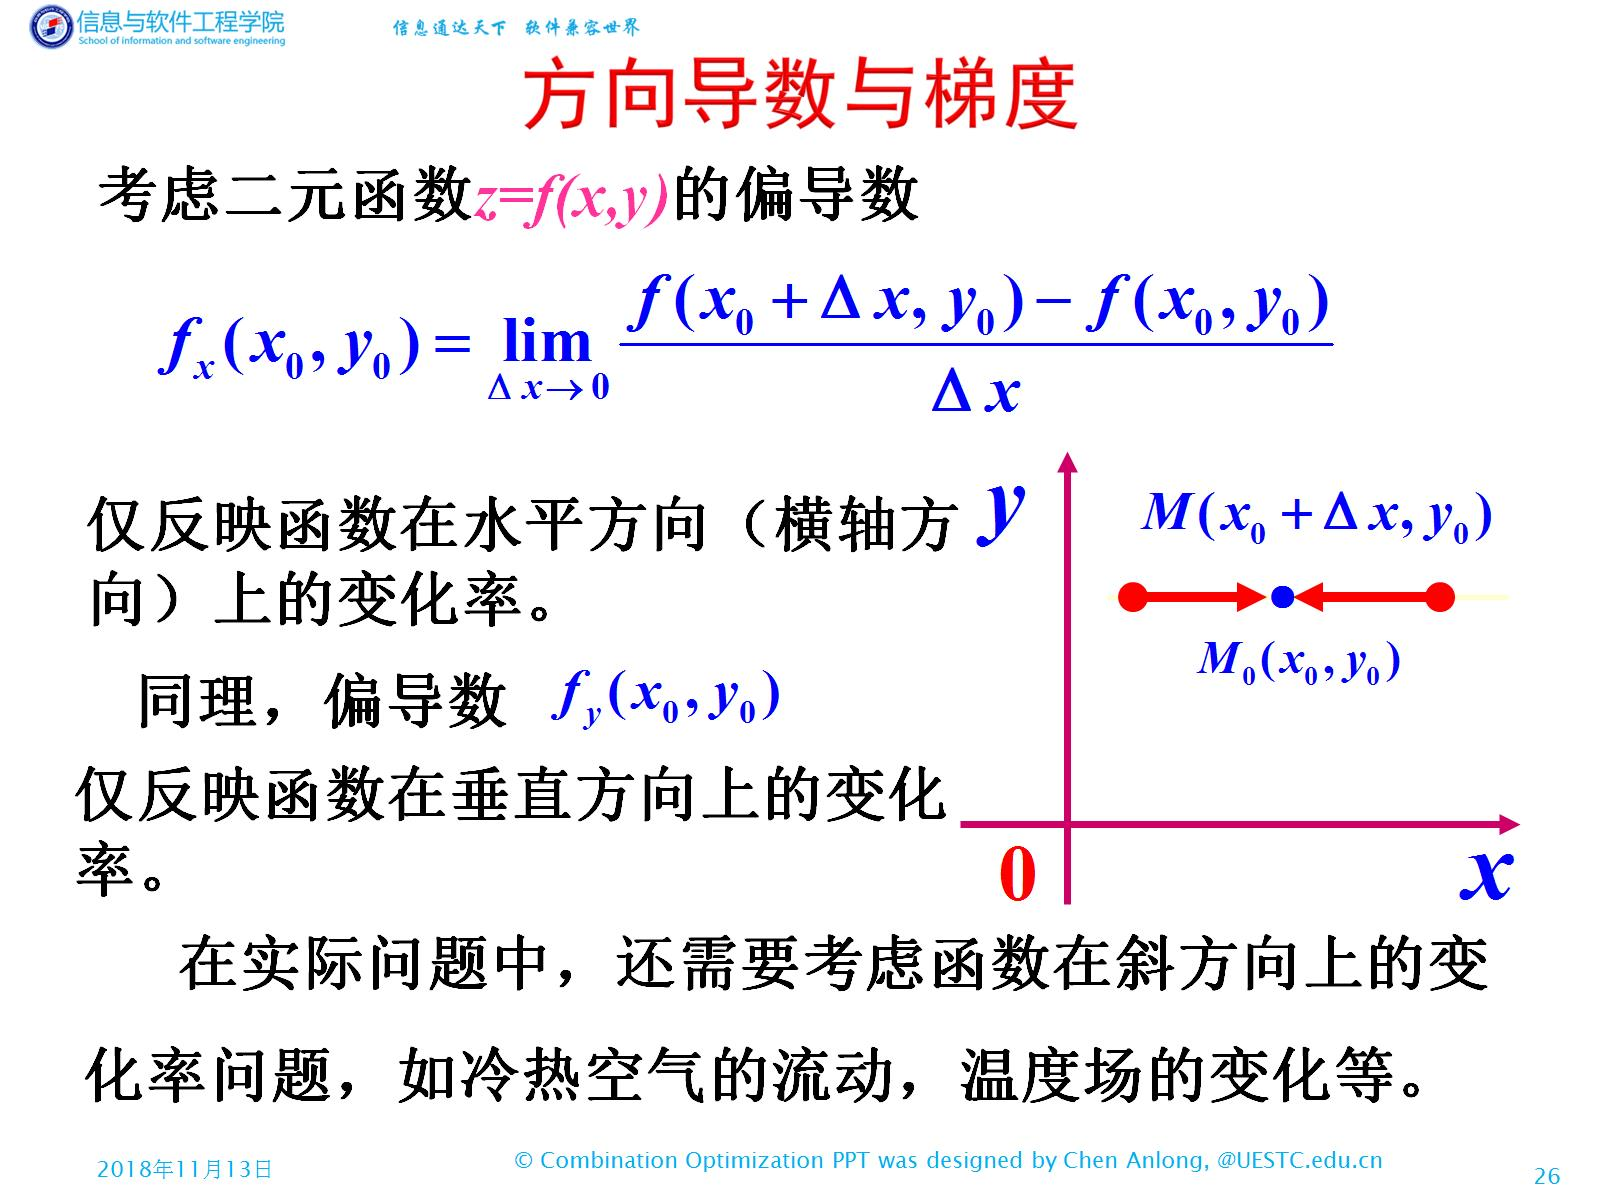 信息与软件工程学院
School of information and software engineering
信息通达天下 软件兼容世界
方向导数与梯度
考虑二元函数z=f(x,y)的偏导数
f_x(x_0, y_0) = lim_{Δx→0} \frac{f(x_0 + Δx, y_0) − f(x_0, y_0)}{Δx}
仅反映函数在水平方向（横轴方
向）上的变化率。
同理，偏导数 f_y(x_0, y_0)
仅反映函数在垂直方向上的变化
率。
y
M(x_0 + Δx, y_0)
M_0(x_0, y_0)
0
x
在实际问题中，还需要考虑函数在斜方向上的变
化率问题，如冷热空气的流动，温度场的变化等。
2018年11月13日
© Combination Optimization PPT was designed by Chen Anlong, @UESTC.edu.cn
26